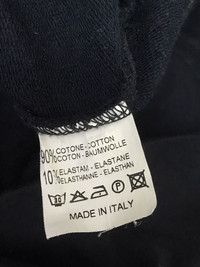 90% COTONE-COTTON
COTON-BAUMWOLLE
10% ELASTAM-ELASTANE
ELASTHANNE-ELASTHAN
MADE IN ITALY